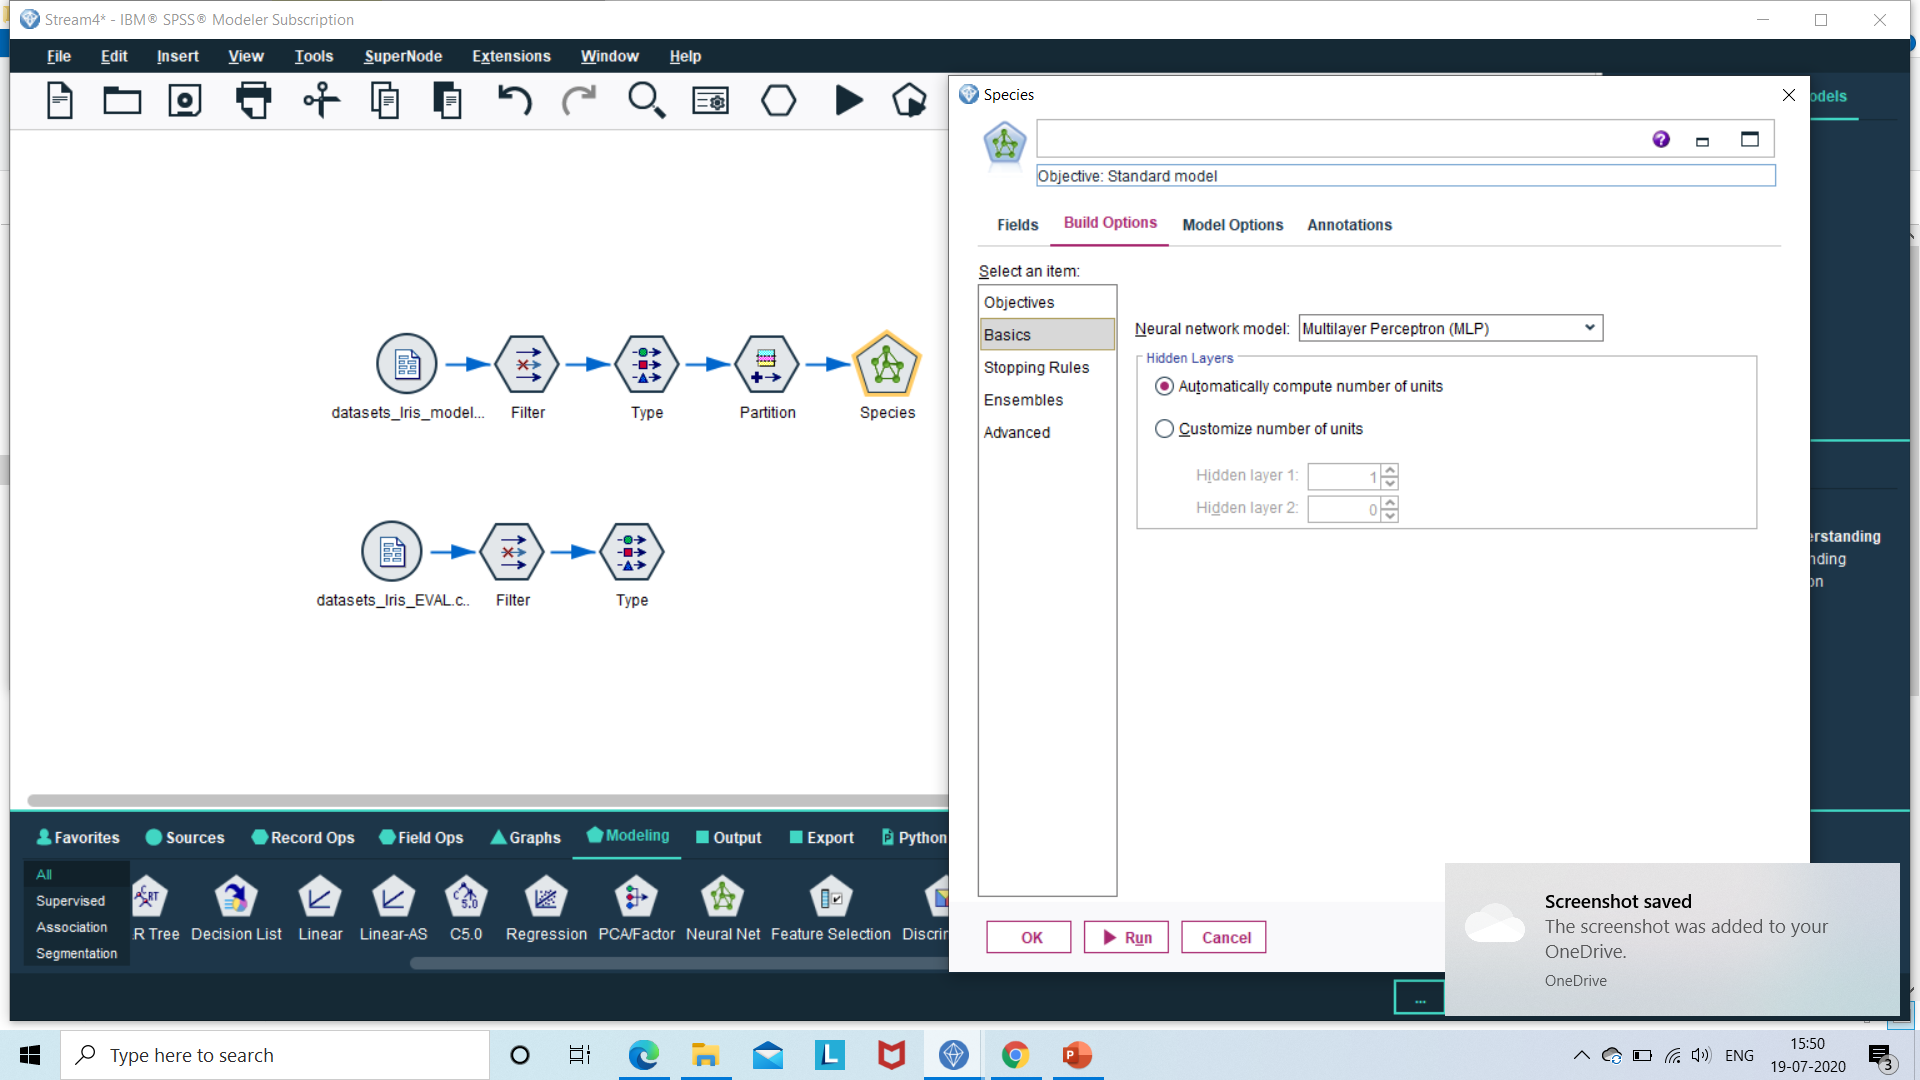 Stream4* - IBM® SPSS® Modeler Subscription
File Edit Insert View Tools SuperNode Extensions Window Help
odels
Species
Objective: Standard model
Fields Build Options Model Options Annotations
Select an item:
Objectives
Basics
Stopping Rules
Ensembles
Advanced
Neural network model: Multilayer Perceptron (MLP)
Hidden Layers
Automatically compute number of units
Customize number of units
Hidden layer 1: 1
Hidden layer 2: 0
OK Run Cancel
datasets_Iris_model... Filter Type Partition Species
datasets_Iris_EVAL.c.. Filter Type
erstanding
nding
on
Favorites Sources Record Ops Field Ops Graphs Modeling Output Export Python
All
Supervised
Association
Segmentation
C&RT
C 5.0
R Tree Decision List Linear Linear-AS C5.0 Regression PCA/Factor Neural Net Feature Selection Discrin
...
Screenshot saved
The screenshot was added to your
OneDrive.
OneDrive
Type here to search
L
P
ENG
15:50
19-07-2020
3